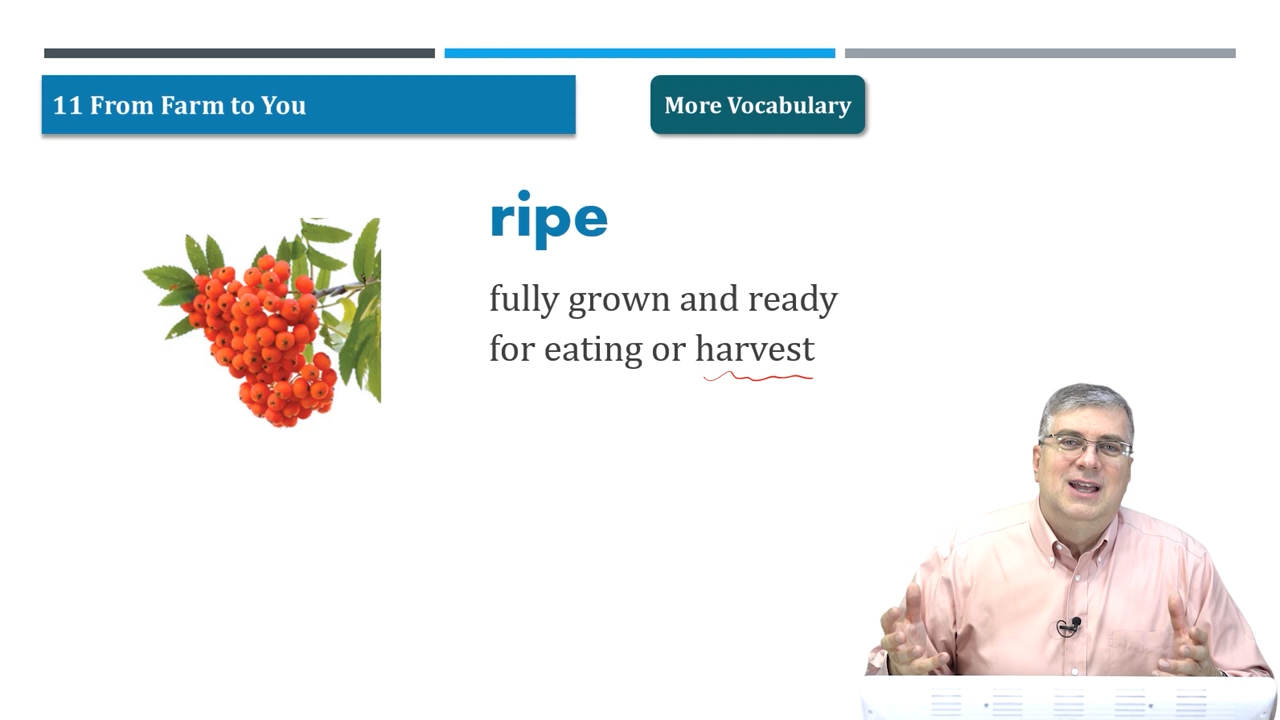 11 From Farm to You
More Vocabulary
ripe
fully grown and ready
for eating or harvest